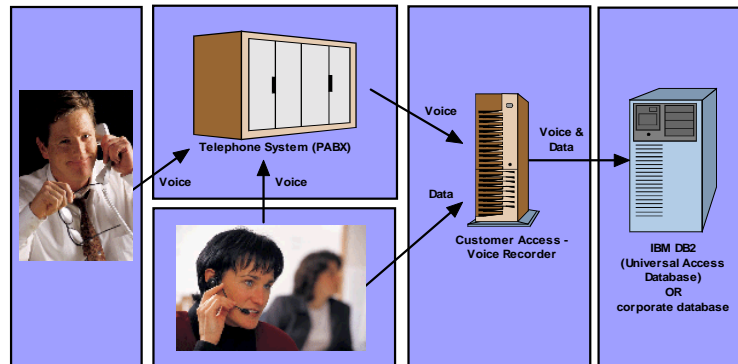 Telephone System (PABX)
Voice
Voice
Voice
Data
Customer Access -
Voice Recorder
Voice &
Data
IBM DB2
(Universal Access
Database)
OR
corporate database